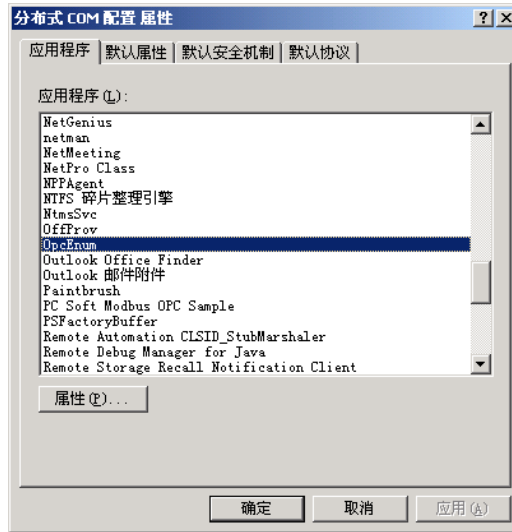 分布式 COM 配置 属性
应用程序 默认属性 默认安全机制 默认协议
应用程序(L):
NetGenius
netman
NetMeeting
NetPro Class
NPPAgent
NTFS 碎片整理引擎
NtmsSvc
OffProv
OpcEnum
Outlook Office Finder
Outlook 邮件附件
Paintbrush
PC Soft Modbus OPC Sample
PSFactoryBuffer
Remote Automation CLSID_StubMarshaler
Remote Debug Manager for Java
Remote Storage Recall Notification Client
属性(P)...
确定 取消 应用(A)